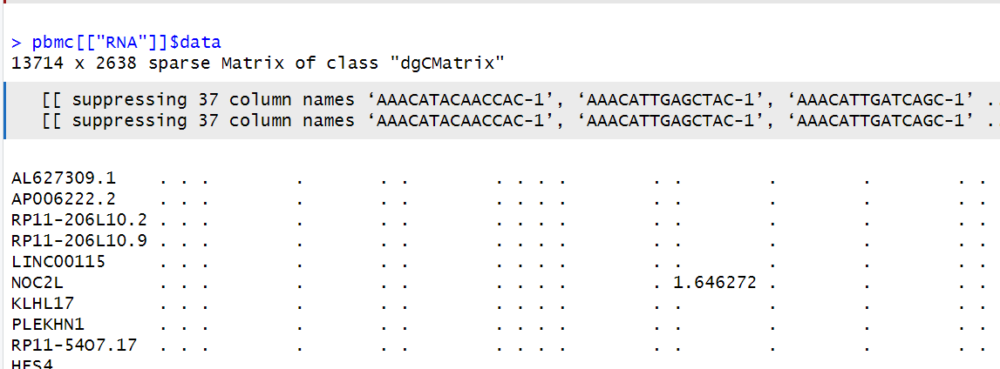 > pbmc[["RNA"]]$data
13714 x 2638 sparse Matrix of class "dgCMatrix"
[[ suppressing 37 column names ‘AAACATACAACCAC-1’, ‘AAACATTGAGCTAC-1’, ‘AAACATTGATCAGC-1’ ..
[[ suppressing 37 column names ‘AAACATACAACCAC-1’, ‘AAACATTGAGCTAC-1’, ‘AAACATTGATCAGC-1’ ..
AL627309.1 . . . . . . . . . . . . . . . .
AP006222.2 . . . . . . . . . . . . . . . .
RP11-206L10.2 . . . . . . . . . . . . . . . .
RP11-206L10.9 . . . . . . . . . . . . . . . .
LINC00115 . . . . . . . . . . . . . . . .
NOC2L . . . . . . . . . . . 1.646272 . . . .
KLHL17 . . . . . . . . . . . . . . . .
PLEKHN1 . . . . . . . . . . . . . . . .
RP11-54O7.17 . . . . . . . . . . . . . . . .
HES4